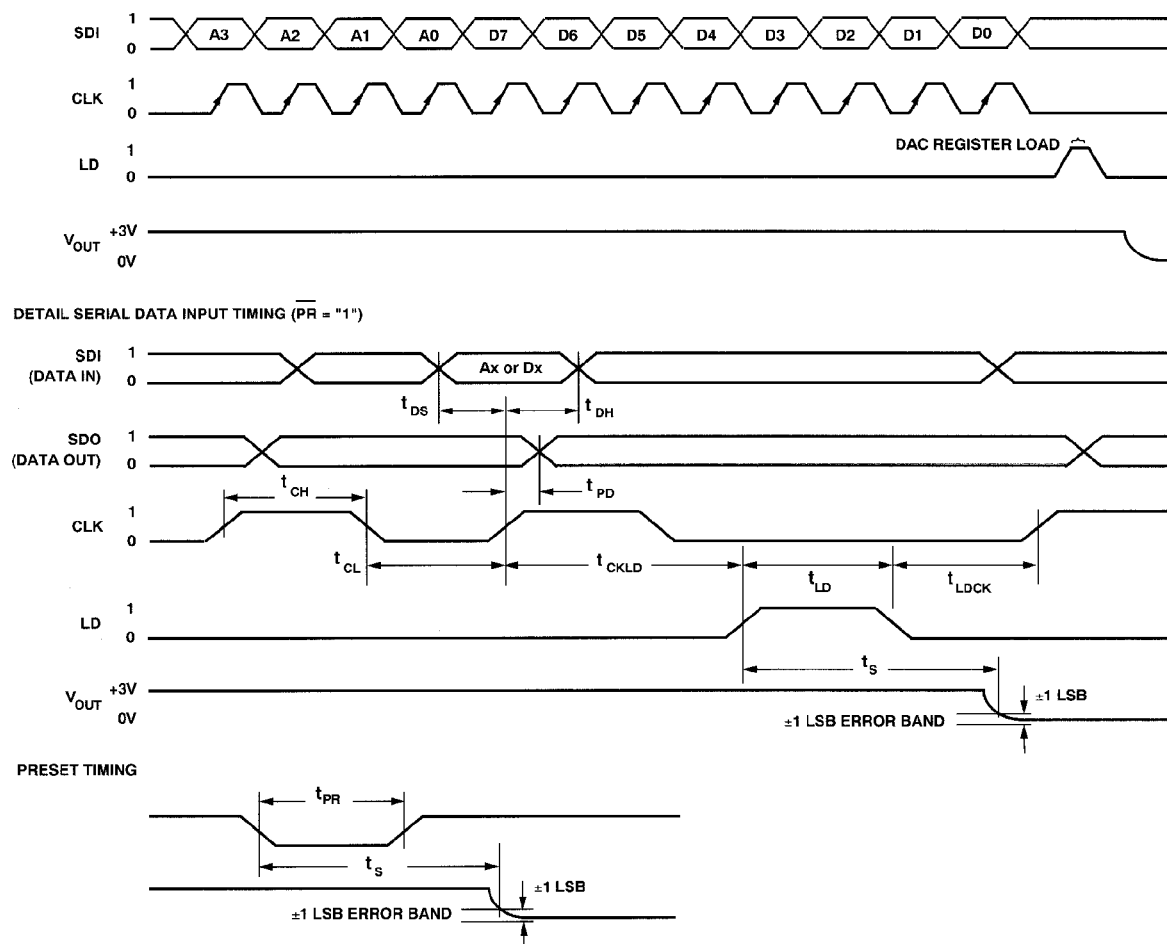 SDI 1 0 A3 A2 A1 A0 D7 D6 D5 D4 D3 D2 D1 D0
CLK 1 0
DAC REGISTER LOAD
LD 1 0
VOUT +3V 0V
DETAIL SERIAL DATA INPUT TIMING (PR = "1")
SDI (DATA IN) 1 0 Ax or Dx
tDS tDH
SDO (DATA OUT) 1 0
tCH tPD
CLK 1 0
tCL tCKLD tLD tLDCK
LD 1 0
tS
VOUT +3V 0V
±1 LSB
±1 LSB ERROR BAND
PRESET TIMING
tPR
tS
±1 LSB
±1 LSB ERROR BAND